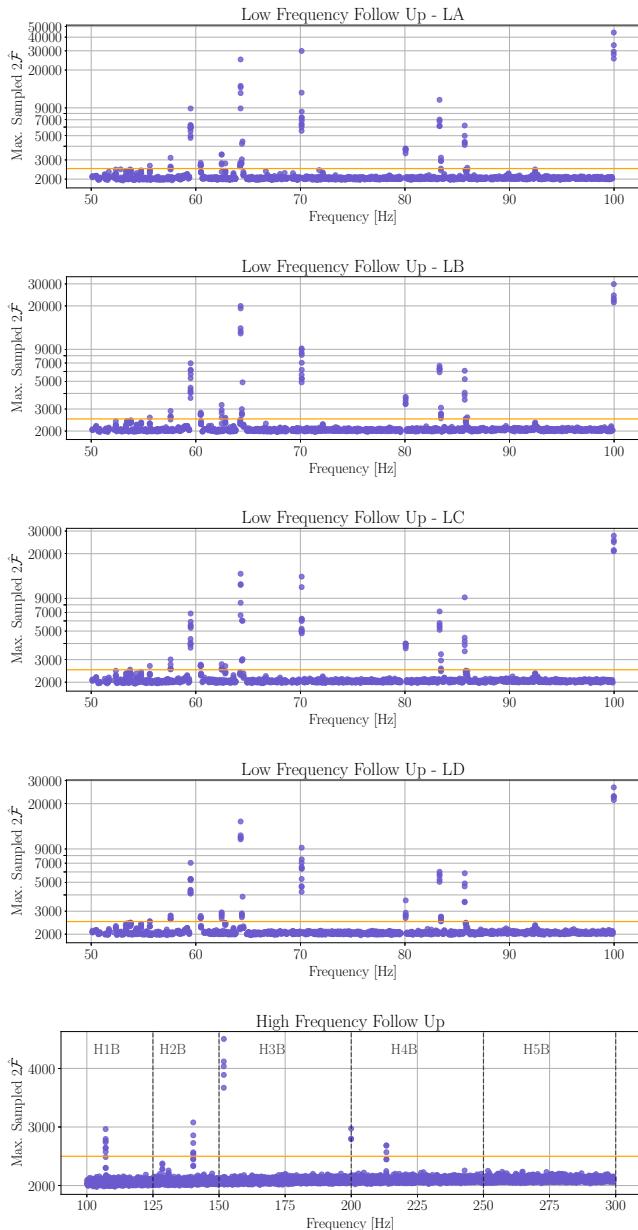 Low Frequency Follow Up - LA
Max. Sampled 2F̂
50000
40000
30000
20000
9000
7000
5000
3000
2000
50 60 70 80 90 100
Frequency [Hz]
Low Frequency Follow Up - LB
Max. Sampled 2F̂
30000
20000
9000
7000
5000
3000
2000
50 60 70 80 90 100
Frequency [Hz]
Low Frequency Follow Up - LC
Max. Sampled 2F̂
30000
20000
9000
7000
5000
3000
2000
50 60 70 80 90 100
Frequency [Hz]
Low Frequency Follow Up - LD
Max. Sampled 2F̂
30000
20000
9000
7000
5000
3000
2000
50 60 70 80 90 100
Frequency [Hz]
High Frequency Follow Up
H1B H2B H3B H4B H5B
Max. Sampled 2F̂
4000
3000
2000
100 125 150 175 200 225 250 275 300
Frequency [Hz]